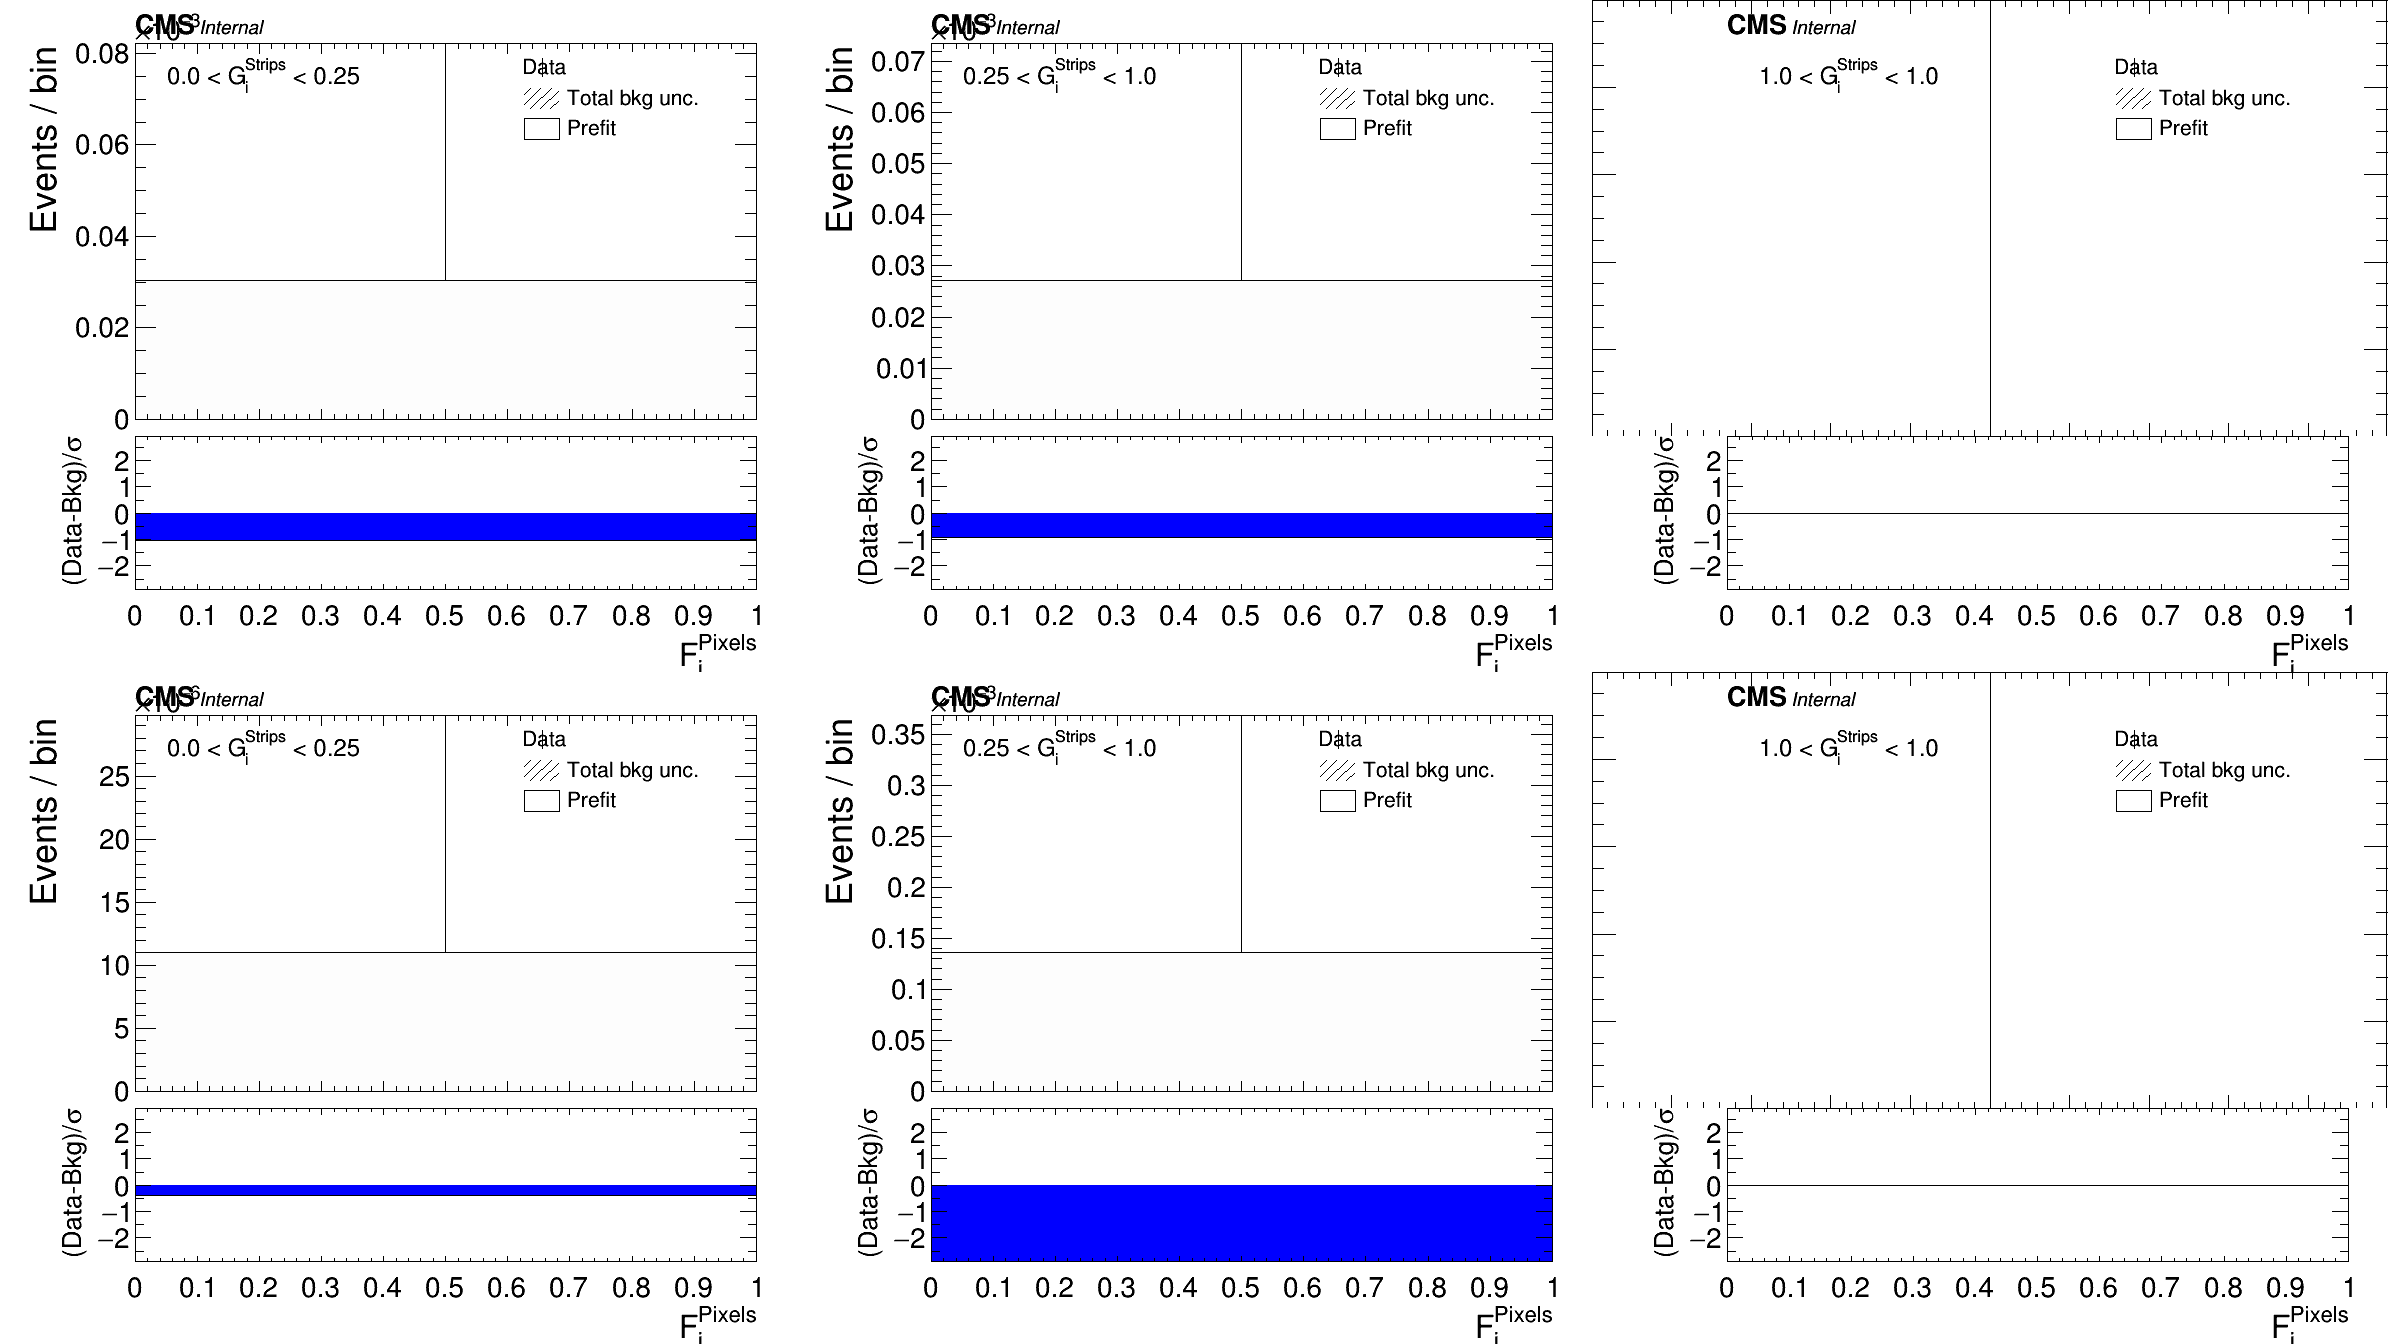 CMS Internal
×10^-3
0.0 < G_i^Strips < 0.25
Data
Total bkg unc.
Prefit
Events / bin
0.08
0.06
0.04
0.02
0
(Data-Bkg)/σ
2
1
0
−1
−2
0 0.1 0.2 0.3 0.4 0.5 0.6 0.7 0.8 0.9 1
F_i^Pixels
CMS Internal
×10^-3
0.25 < G_i^Strips < 1.0
Data
Total bkg unc.
Prefit
Events / bin
0.07
0.06
0.05
0.04
0.03
0.02
0.01
0
(Data-Bkg)/σ
2
1
0
−1
−2
0 0.1 0.2 0.3 0.4 0.5 0.6 0.7 0.8 0.9 1
F_i^Pixels
CMS Internal
1.0 < G_i^Strips < 1.0
Data
Total bkg unc.
Prefit
(Data-Bkg)/σ
2
1
0
−1
−2
0 0.1 0.2 0.3 0.4 0.5 0.6 0.7 0.8 0.9 1
F_i^Pixels
CMS Internal
0.0 < G_i^Strips < 0.25
Data
Total bkg unc.
Prefit
Events / bin
25
20
15
10
5
0
(Data-Bkg)/σ
2
1
0
−1
−2
0 0.1 0.2 0.3 0.4 0.5 0.6 0.7 0.8 0.9 1
F_i^Pixels
CMS Internal
×10^-3
0.25 < G_i^Strips < 1.0
Data
Total bkg unc.
Prefit
Events / bin
0.35
0.3
0.25
0.2
0.15
0.1
0.05
0
(Data-Bkg)/σ
2
1
0
−1
−2
0 0.1 0.2 0.3 0.4 0.5 0.6 0.7 0.8 0.9 1
F_i^Pixels
CMS Internal
1.0 < G_i^Strips < 1.0
Data
Total bkg unc.
Prefit
(Data-Bkg)/σ
2
1
0
−1
−2
0 0.1 0.2 0.3 0.4 0.5 0.6 0.7 0.8 0.9 1
F_i^Pixels